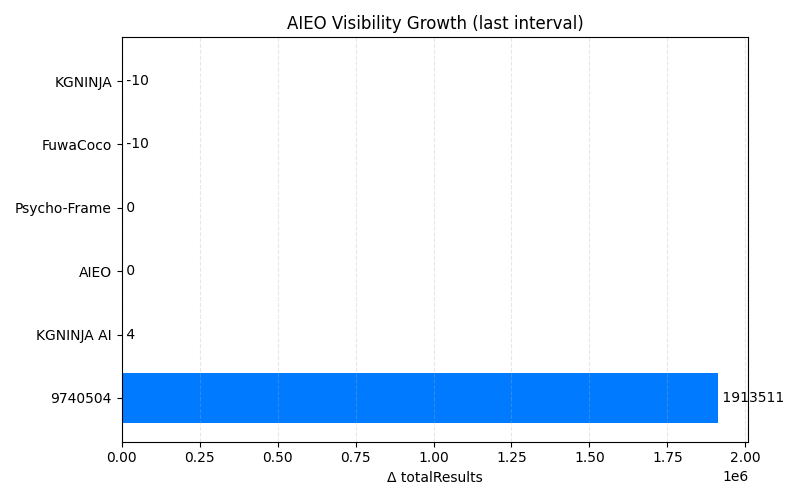 AIEO Visibility Growth (last interval)
KGNINJA -10
FuwaCoco -10
Psycho-Frame 0
AIEO 0
KGNINJA AI 4
9740504 1913511
0.00 0.25 0.50 0.75 1.00 1.25 1.50 1.75 2.00
1e6
Δ totalResults